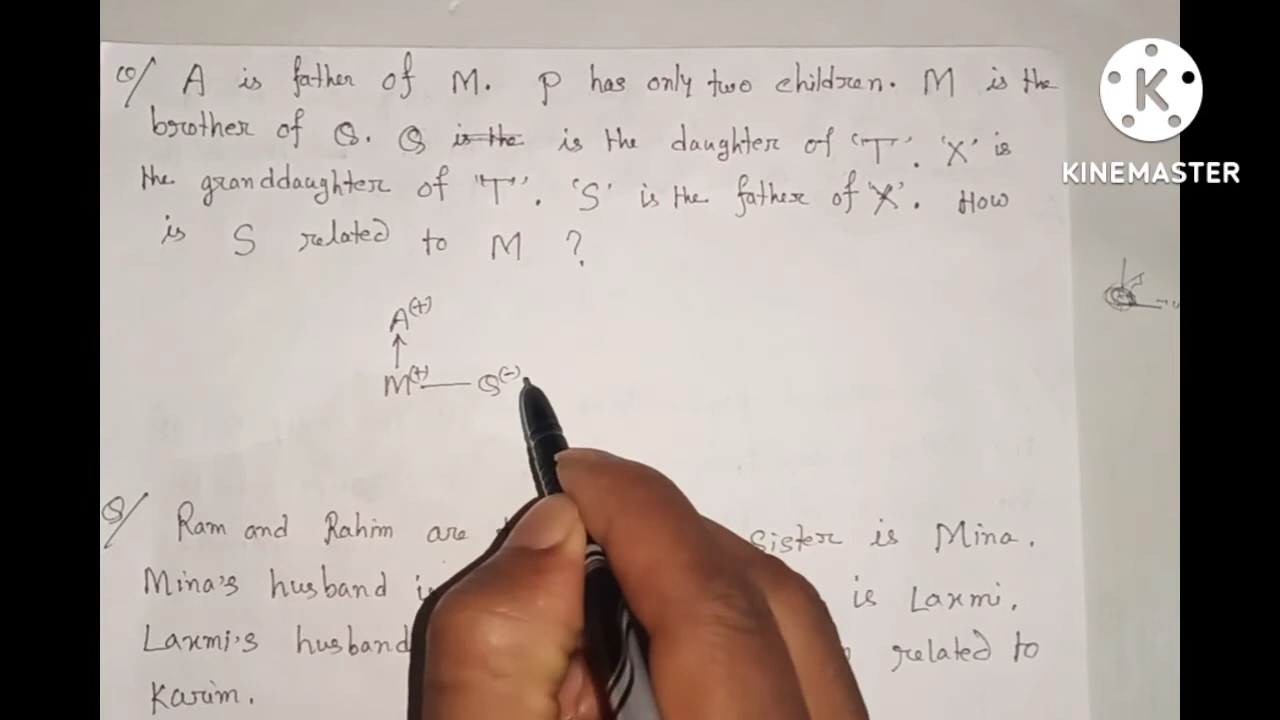 Q/ A is father of M. P has only two children. M is the
brother of Q. Q is the is the daughter of 'T'. 'X' is
the granddaughter of 'T'. 'S' is the father of 'X'. How
is S related to M ?
K
KINEMASTER
A(+)
M(+) — Q(-)
Q/ Ram and Rahim are sister is Mina.
Mina's husband is Laxmi.
Laxmi's husband related to
Karim.